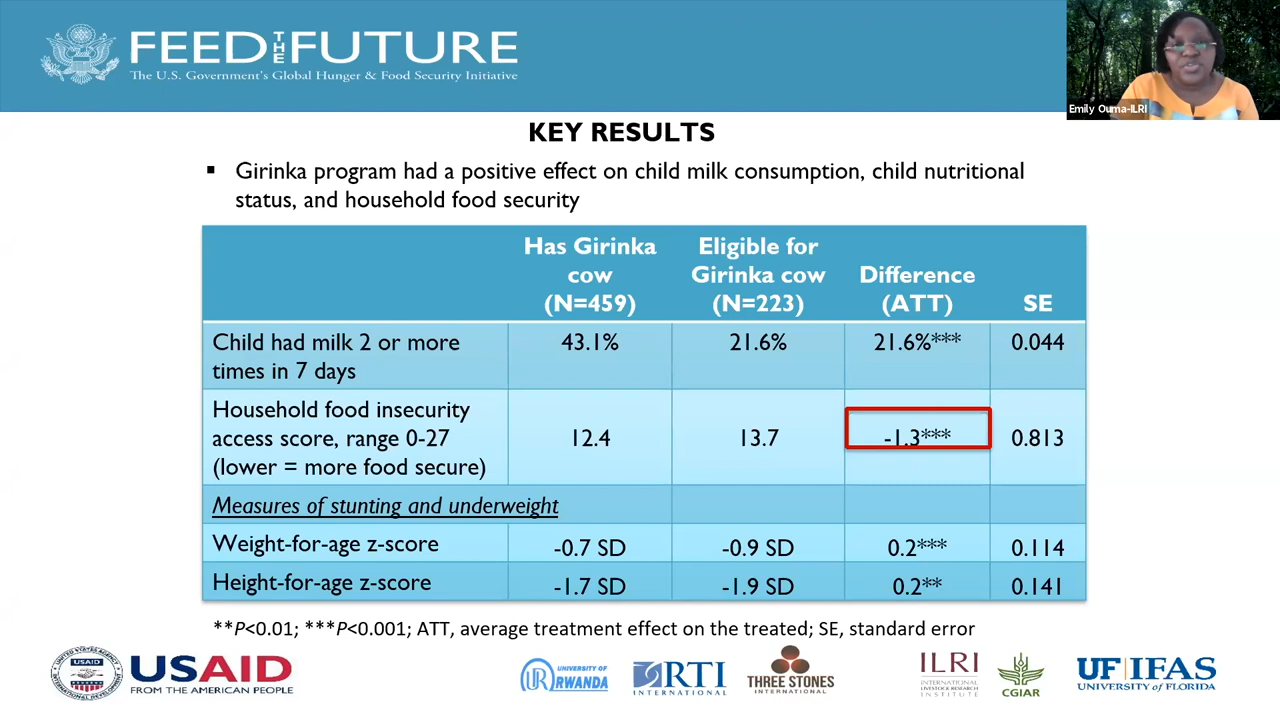 FEED THE FUTURE
The U.S. Government's Global Hunger & Food Security Initiative
Emily Ouma-ILRI
KEY RESULTS
▪ Girinka program had a positive effect on child milk consumption, child nutritional
status, and household food security
Has Girinka cow (N=459) Eligible for Girinka cow (N=223) Difference (ATT) SE
Child had milk 2 or more times in 7 days 43.1% 21.6% 21.6%*** 0.044
Household food insecurity access score, range 0-27 (lower = more food secure) 12.4 13.7 -1.3*** 0.813
Measures of stunting and underweight
Weight-for-age z-score -0.7 SD -0.9 SD 0.2*** 0.114
Height-for-age z-score -1.7 SD -1.9 SD 0.2** 0.141
**P<0.01; ***P<0.001; ATT, average treatment effect on the treated; SE, standard error
USAID
USAID
FROM THE AMERICAN PEOPLE
UR
UNIVERSITY OF
RWANDA
RTI
INTERNATIONAL
THREE STONES
INTERNATIONAL
ILRI
INTERNATIONAL
LIVESTOCK RESEARCH
INSTITUTE
CGIAR
UF|IFAS
UNIVERSITY of FLORIDA